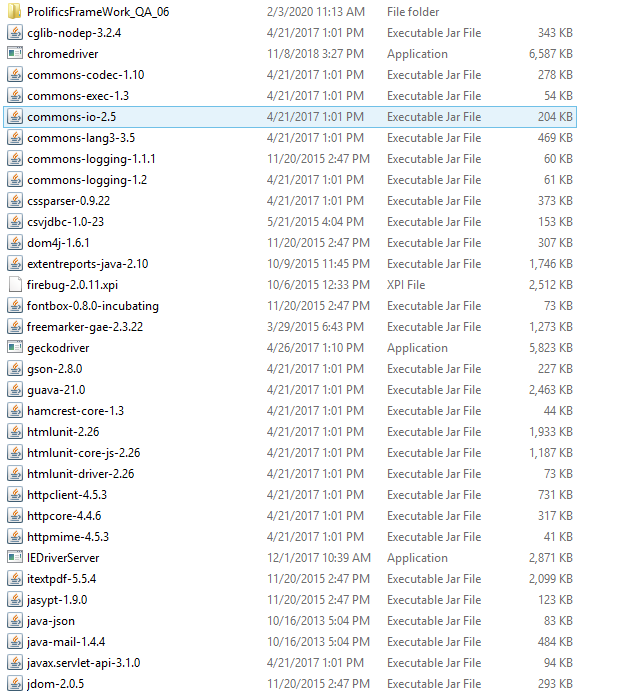 ProlificsFrameWork_QA_06 2/3/2020 11:13 AM File folder
cglib-nodep-3.2.4 4/21/2017 1:01 PM Executable Jar File 343 KB
chromedriver 11/8/2018 3:27 PM Application 6,587 KB
commons-codec-1.10 4/21/2017 1:01 PM Executable Jar File 278 KB
commons-exec-1.3 4/21/2017 1:01 PM Executable Jar File 54 KB
commons-io-2.5 4/21/2017 1:01 PM Executable Jar File 204 KB
commons-lang3-3.5 4/21/2017 1:01 PM Executable Jar File 469 KB
commons-logging-1.1.1 11/20/2015 2:47 PM Executable Jar File 60 KB
commons-logging-1.2 4/21/2017 1:01 PM Executable Jar File 61 KB
cssparser-0.9.22 4/21/2017 1:01 PM Executable Jar File 373 KB
csvjdbc-1.0-23 5/21/2015 4:04 PM Executable Jar File 153 KB
dom4j-1.6.1 11/20/2015 2:47 PM Executable Jar File 307 KB
extentreports-java-2.10 10/9/2015 11:45 PM Executable Jar File 1,746 KB
firebug-2.0.11.xpi 10/6/2015 12:33 PM XPI File 2,512 KB
fontbox-0.8.0-incubating 11/20/2015 2:47 PM Executable Jar File 73 KB
freemarker-gae-2.3.22 3/29/2015 6:43 PM Executable Jar File 1,273 KB
geckodriver 4/26/2017 1:10 PM Application 5,823 KB
gson-2.8.0 4/21/2017 1:01 PM Executable Jar File 227 KB
guava-21.0 4/21/2017 1:01 PM Executable Jar File 2,463 KB
hamcrest-core-1.3 4/21/2017 1:01 PM Executable Jar File 44 KB
htmlunit-2.26 4/21/2017 1:01 PM Executable Jar File 1,933 KB
htmlunit-core-js-2.26 4/21/2017 1:01 PM Executable Jar File 1,187 KB
htmlunit-driver-2.26 4/21/2017 1:01 PM Executable Jar File 73 KB
httpclient-4.5.3 4/21/2017 1:01 PM Executable Jar File 731 KB
httpcore-4.4.6 4/21/2017 1:01 PM Executable Jar File 317 KB
httpmime-4.5.3 4/21/2017 1:01 PM Executable Jar File 41 KB
IEDriverServer 12/1/2017 10:39 AM Application 2,871 KB
itextpdf-5.5.4 11/20/2015 2:47 PM Executable Jar File 2,099 KB
jasypt-1.9.0 11/20/2015 2:47 PM Executable Jar File 123 KB
java-json 10/16/2013 5:04 PM Executable Jar File 83 KB
java-mail-1.4.4 10/16/2013 5:04 PM Executable Jar File 484 KB
javax.servlet-api-3.1.0 4/21/2017 1:01 PM Executable Jar File 94 KB
jdom-2.0.5 11/20/2015 2:47 PM Executable Jar File 293 KB